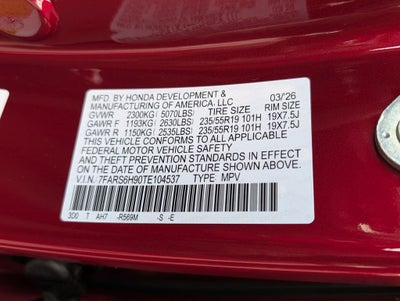 MFD. BY HONDA DEVELOPMENT & 03/'26
MANUFACTURING OF AMERICA, LLC TIRE SIZE RIM SIZE
GVWR 2300KG( 5070LBS)
GAWR F 1193KG( 2630LBS) 235/55R19 101H 19X7.5J
GAWR R 1150KG( 2535LBS) 235/55R19 101H 19X7.5J
THIS VEHICLE CONFORMS TO ALL APPLICABLE
FEDERAL MOTOR VEHICLE SAFETY
AND THEFT PREVENTION STANDARDS IN EFFECT
ON THE DATE OF MANUFACTURE SHOWN ABOVE.
V.I.N. 7FARS6H90TE104537 TYPE MPV
3D0 T AH7 -R569M -S -E